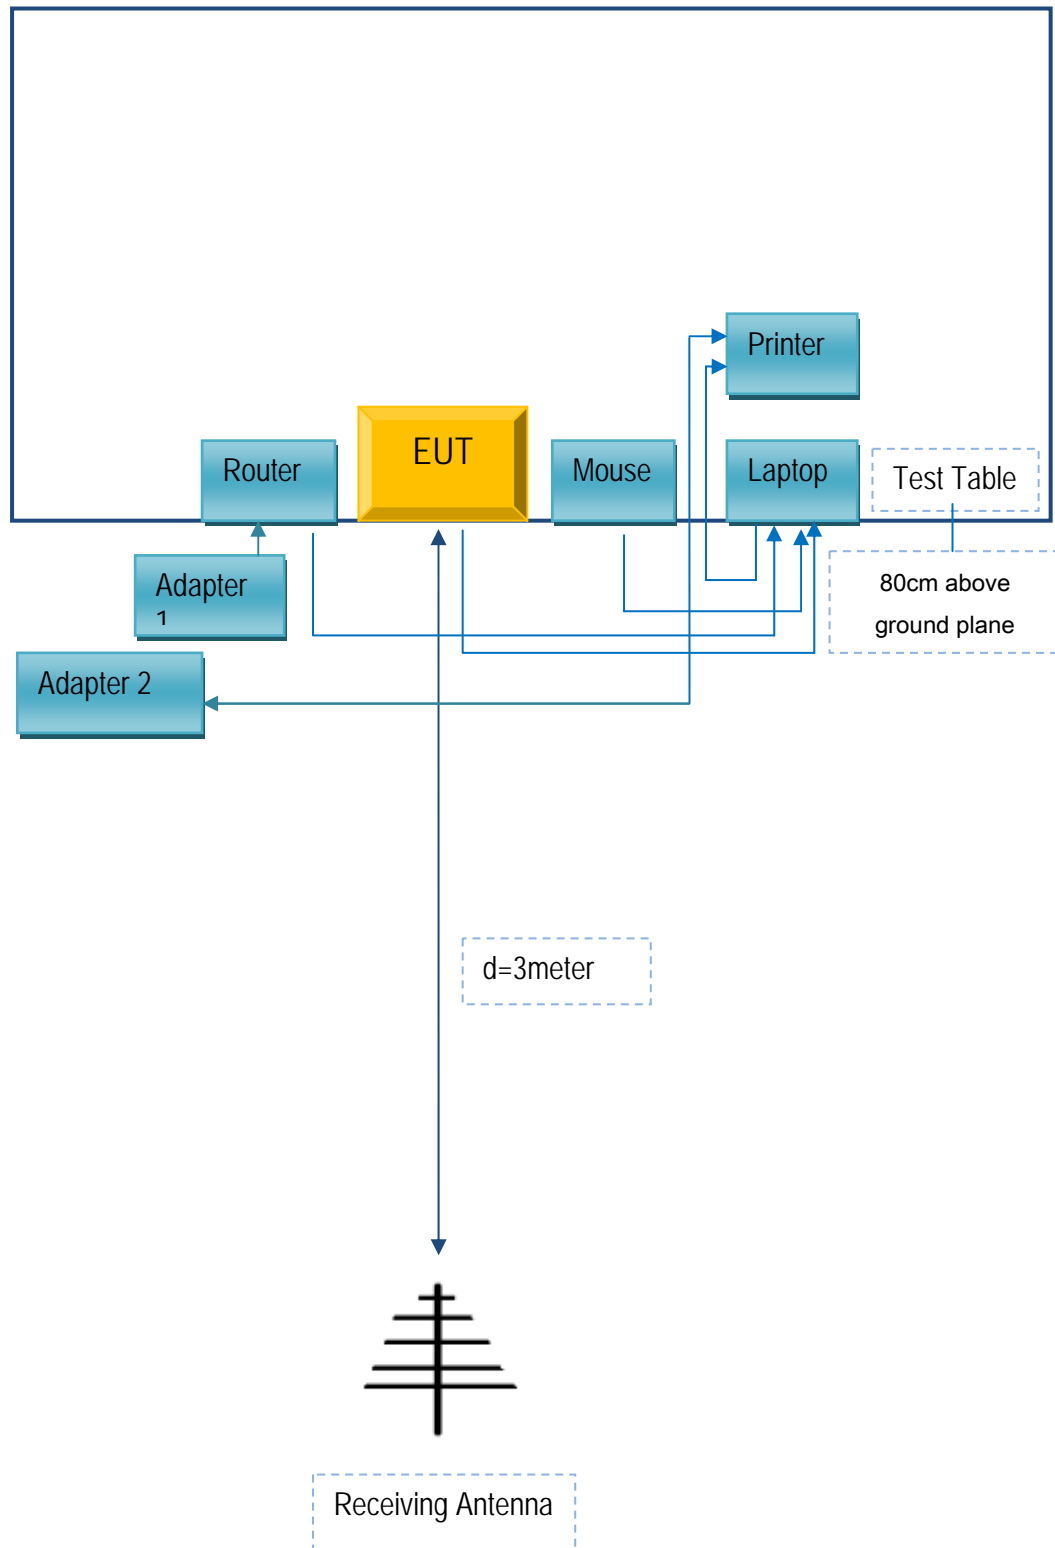 Printer
Router
EUT
Mouse
Laptop
Test Table
Adapter
1
80cm above
ground plane
Adapter 2
d=3meter
Receiving Antenna